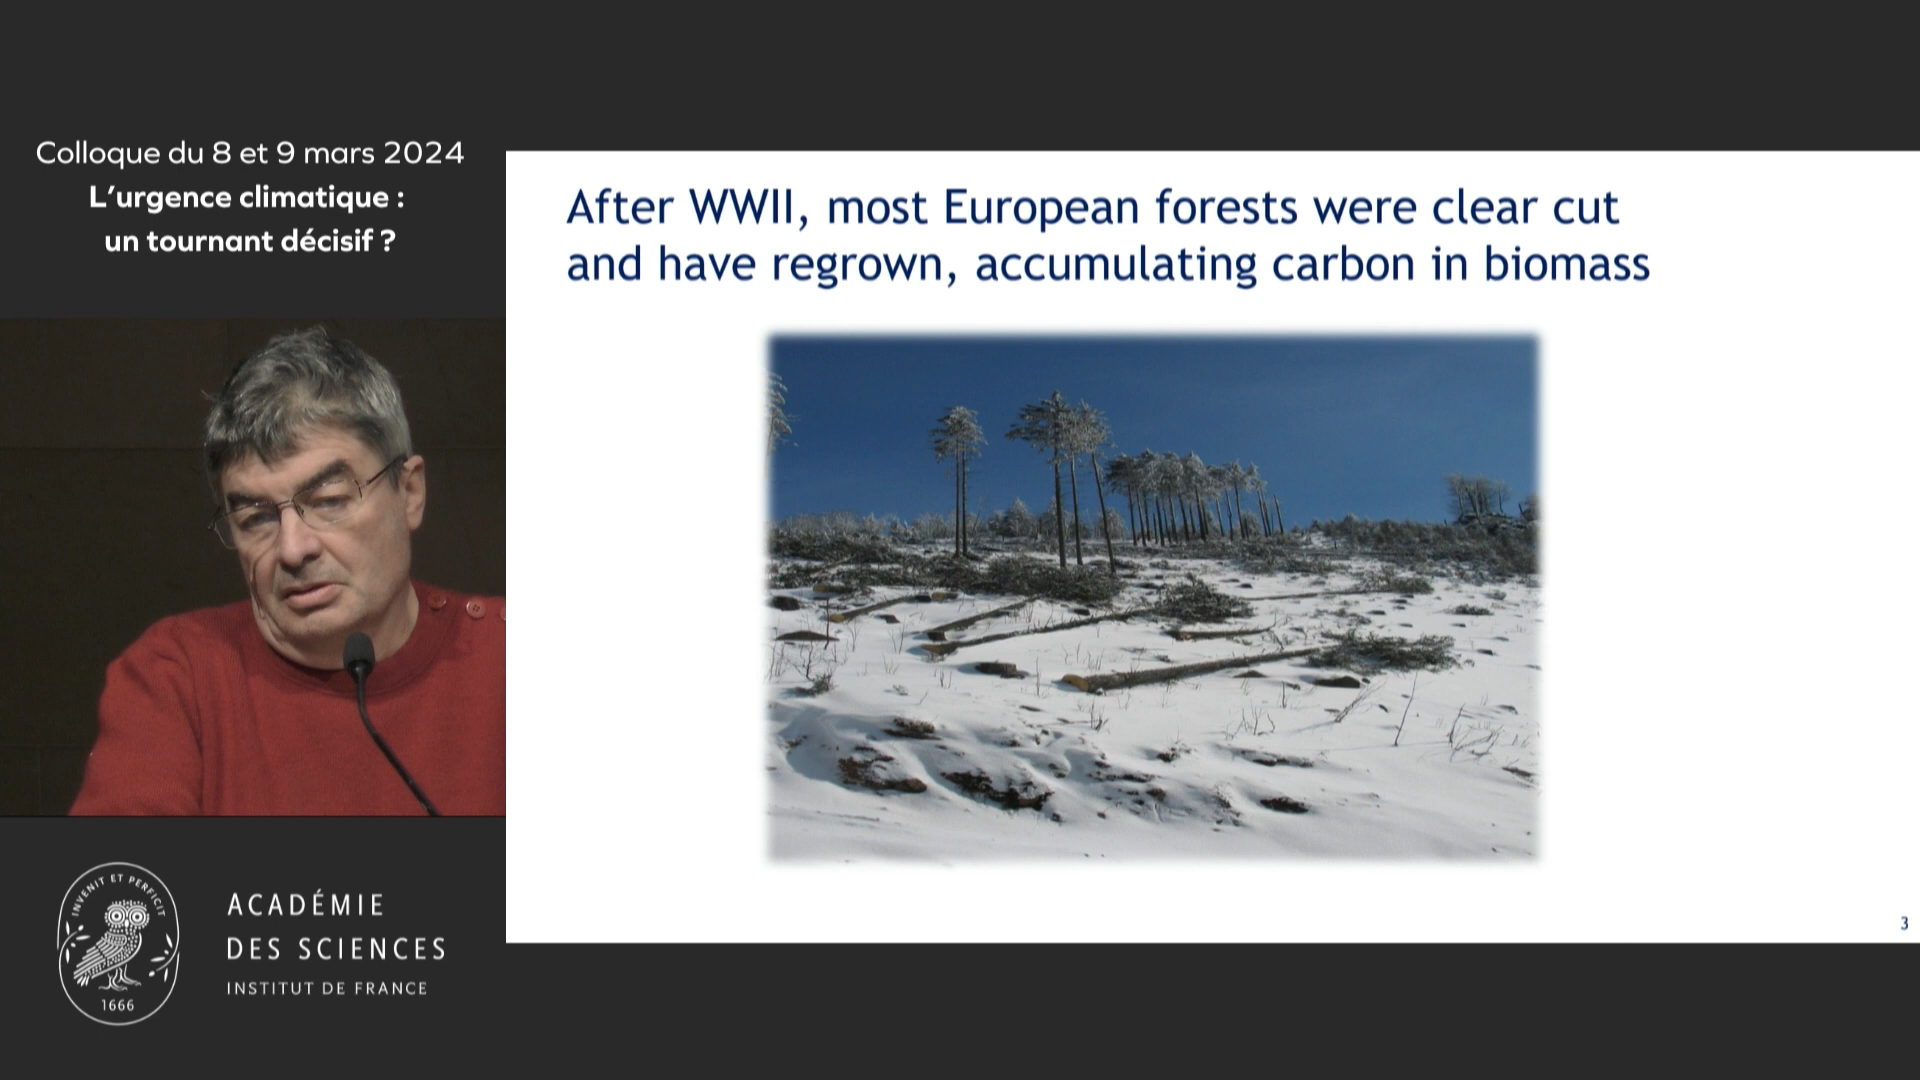 Colloque du 8 et 9 mars 2024
L'urgence climatique :
un tournant décisif ?
After WWII, most European forests were clear cut
and have regrown, accumulating carbon in biomass
3
INVENIT ET PERFICIT
1666
ACADÉMIE
DES SCIENCES
INSTITUT DE FRANCE